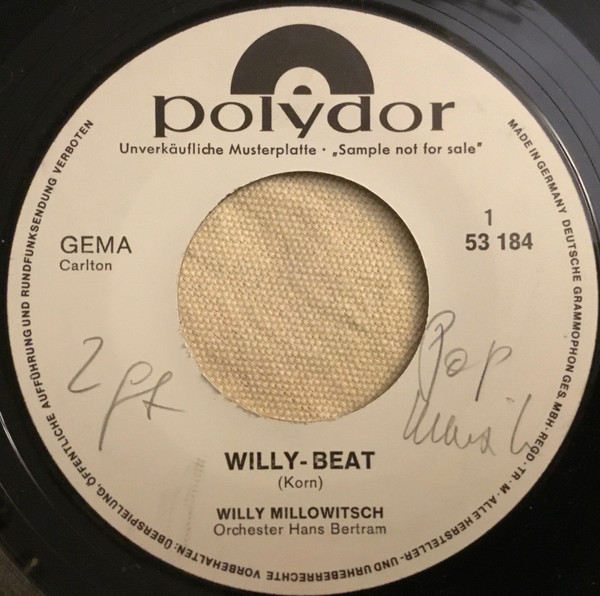 polydor
Unverkäufliche Musterplatte · „Sample not for sale"
GEMA
Carlton
1
53 184
Pop
WILLY-BEAT
(Korn)
WILLY MILLOWITSCH
Orchester Hans Bertram
MADE IN GERMANY DEUTSCHE GRAMMOPHON GES. MBH · REGD · TR · M · ALLE HERSTELLER- UND URHEBERRECHTE VORBEHALTEN: ÜBERSPIELUNG, ÖFFENTLICHE AUFFÜHRUNG UND RUNDFUNKSENDUNG VERBOTEN